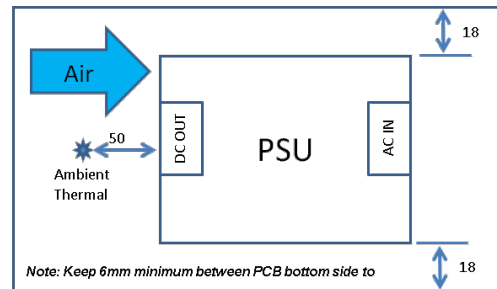 18
Air
50
DC OUT
PSU
AC IN
Ambient
Thermal
Note: Keep 6mm minimum between PCB bottom side to
18